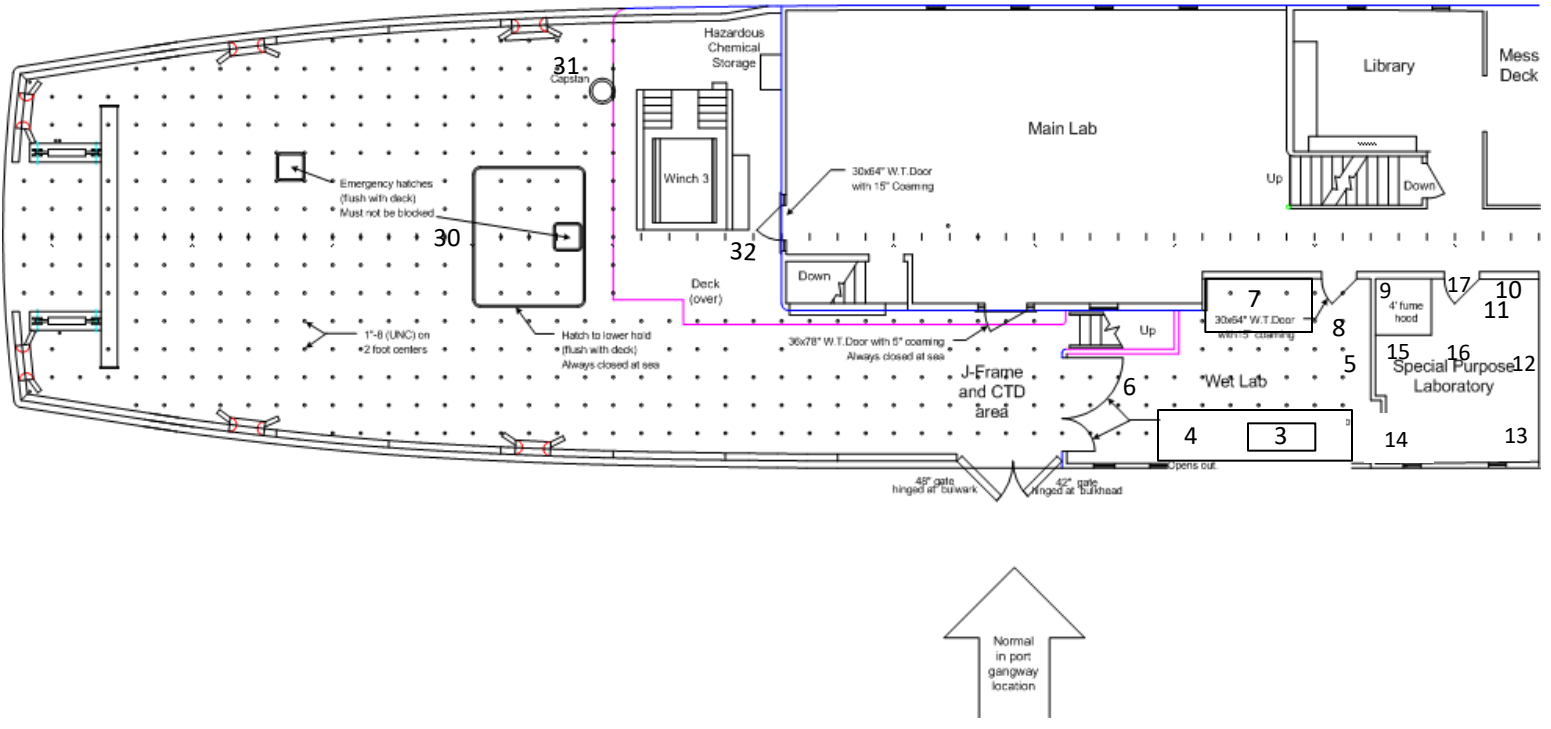 Hazardous
Chemical
Storage
31
Capstan
Library
Mess
Deck
Main Lab
30x64" W.T.Door
with 15" Coaming
Winch 3
Emergency hatches
(flush with deck)
Must not be blocked
Up
Down
30
32
Down
Deck
(over)
7
30x64" W.T.Door
with 5" coaming
8
9
4' fume
hood
17
10
11
1"-8 (UNC) on
2 foot centers
Hatch to lower hold
(flush with deck)
Always closed at sea
36x78" W.T.Door with 6" coaming
Always closed at sea
Up
J-Frame
and CTD
area
6
Wet Lab
5
15
16
12
Special Purpose
Laboratory
4
3
14
13
Opens out.
48" gate
hinged at bulwark
42" gate
hinged at bulkhead
Normal
in port
gangway
location